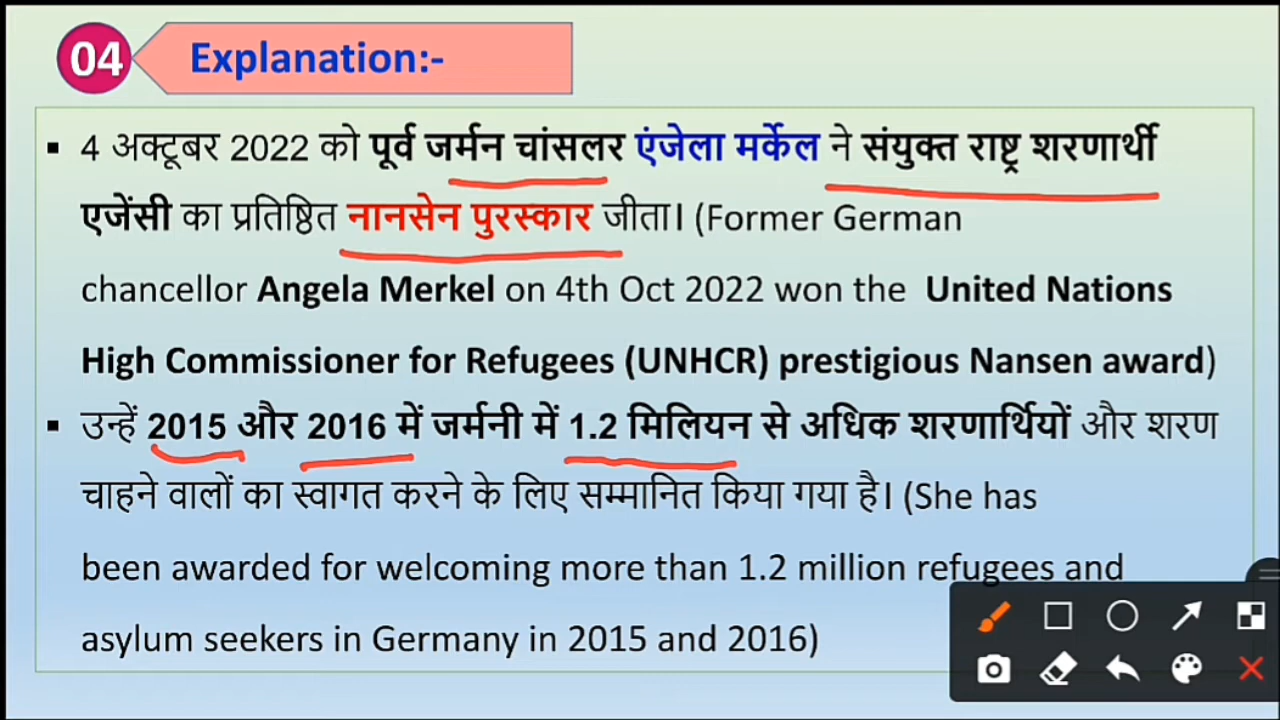 04 Explanation:-
▪ 4 अक्टूबर 2022 को पूर्व जर्मन चांसलर एंजेला मर्केल ने संयुक्त राष्ट्र शरणार्थी
एजेंसी का प्रतिष्ठित नानसेन पुरस्कार जीता। (Former German
chancellor Angela Merkel on 4th Oct 2022 won the United Nations
High Commissioner for Refugees (UNHCR) prestigious Nansen award)
▪ उन्हें 2015 और 2016 में जर्मनी में 1.2 मिलियन से अधिक शरणार्थियों और शरण
चाहने वालों का स्वागत करने के लिए सम्मानित किया गया है। (She has
been awarded for welcoming more than 1.2 million refugees and
asylum seekers in Germany in 2015 and 2016)